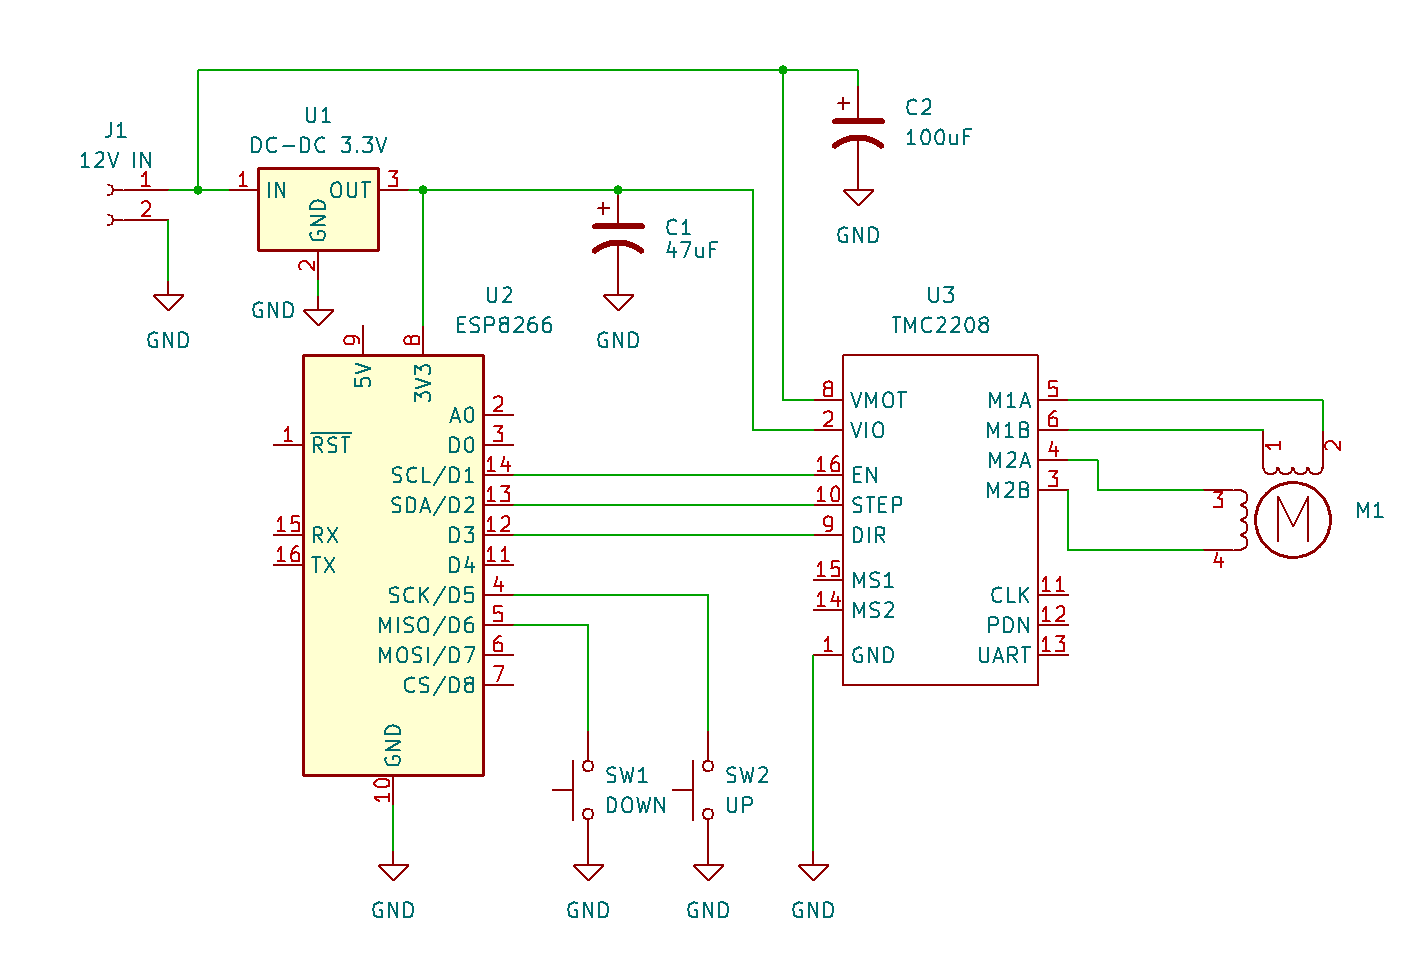 J1
12V IN
1
2
U1
DC-DC 3.3V
1
IN
OUT
3
GND
2
GND
GND
C1
47uF
GND
C2
100uF
GND
U2
ESP8266
9
8
5V
3V3
1
RST
15
RX
16
TX
A0
2
D0
3
SCL/D1
14
SDA/D2
13
D3
12
D4
11
SCK/D5
4
MISO/D6
5
MOSI/D7
6
CS/D8
7
GND
10
GND
SW1
DOWN
GND
SW2
UP
GND
U3
TMC2208
8
VMOT
2
VIO
16
EN
10
STEP
9
DIR
15
MS1
14
MS2
1
GND
M1A
5
M1B
6
M2A
4
M2B
3
CLK
11
PDN
12
UART
13
GND
1
2
3
4
M
M1